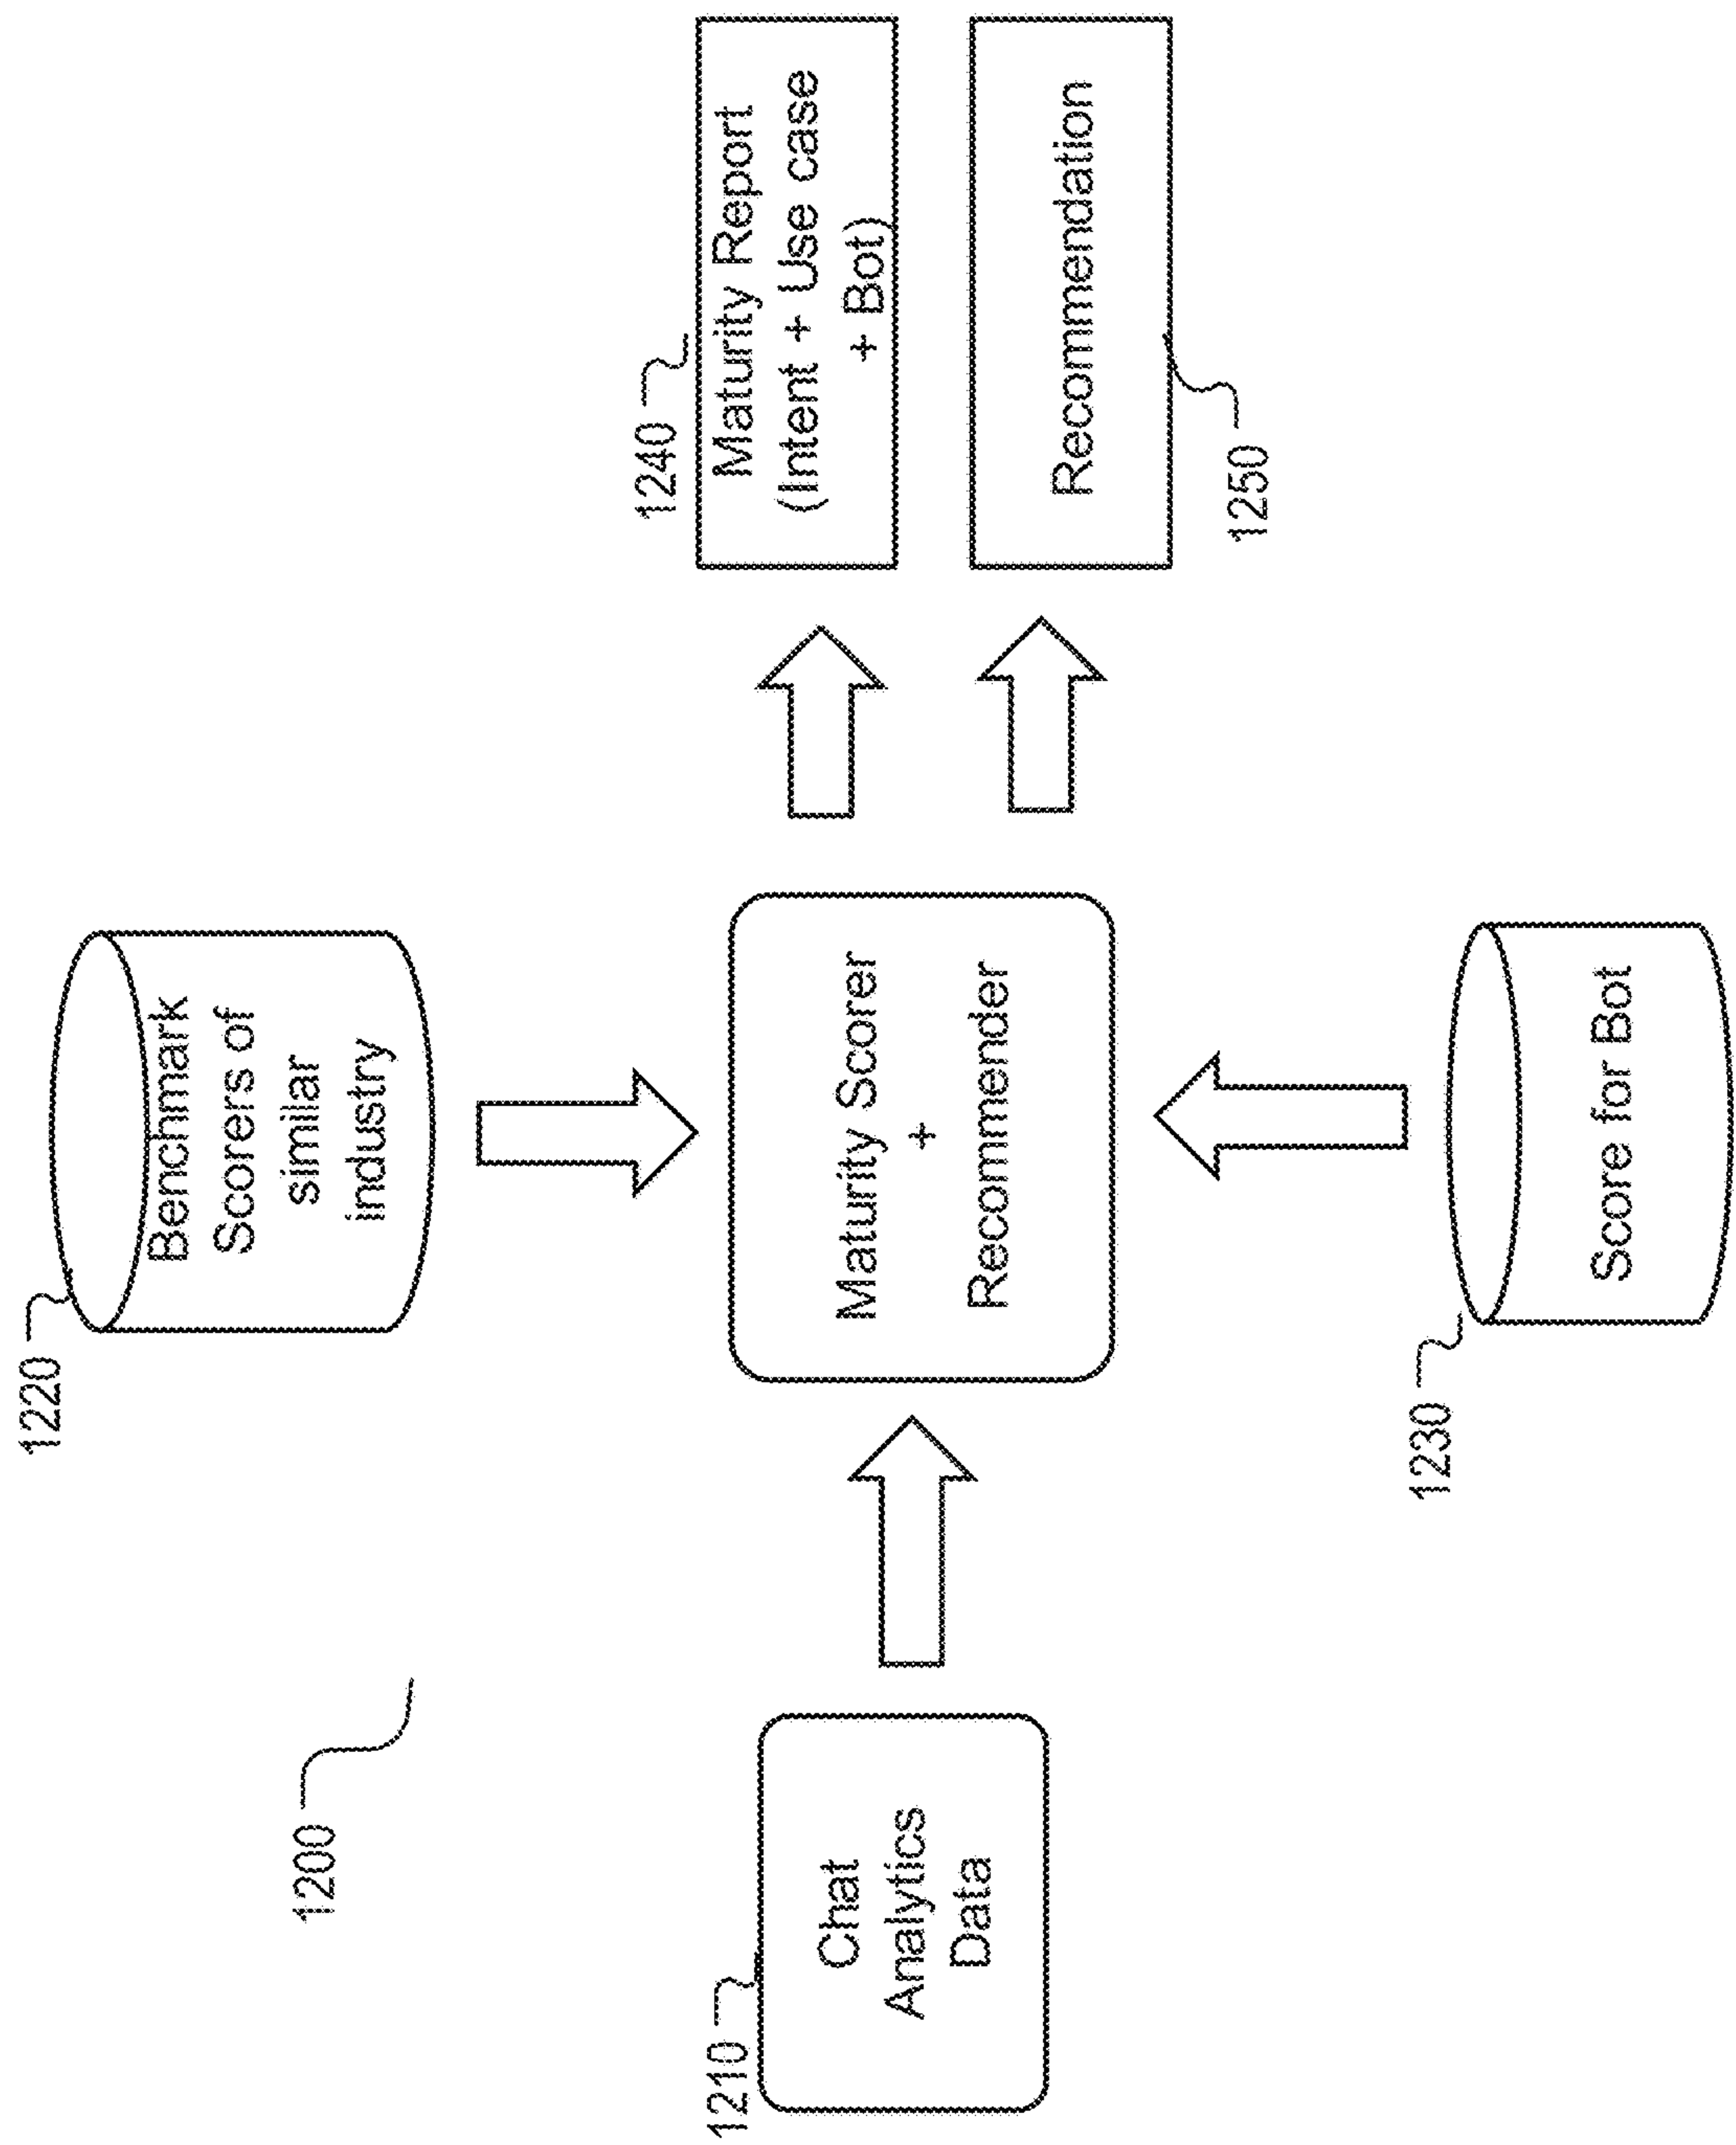 1220
Benchmark
Scorers of
similar
industry
1200
1240
Maturity Report
(Intent + Use case
+ Bot)
1210
Chat
Analytics
Data
Maturity Scorer
+
Recommender
Recommendation
1250
1230
Score for Bot